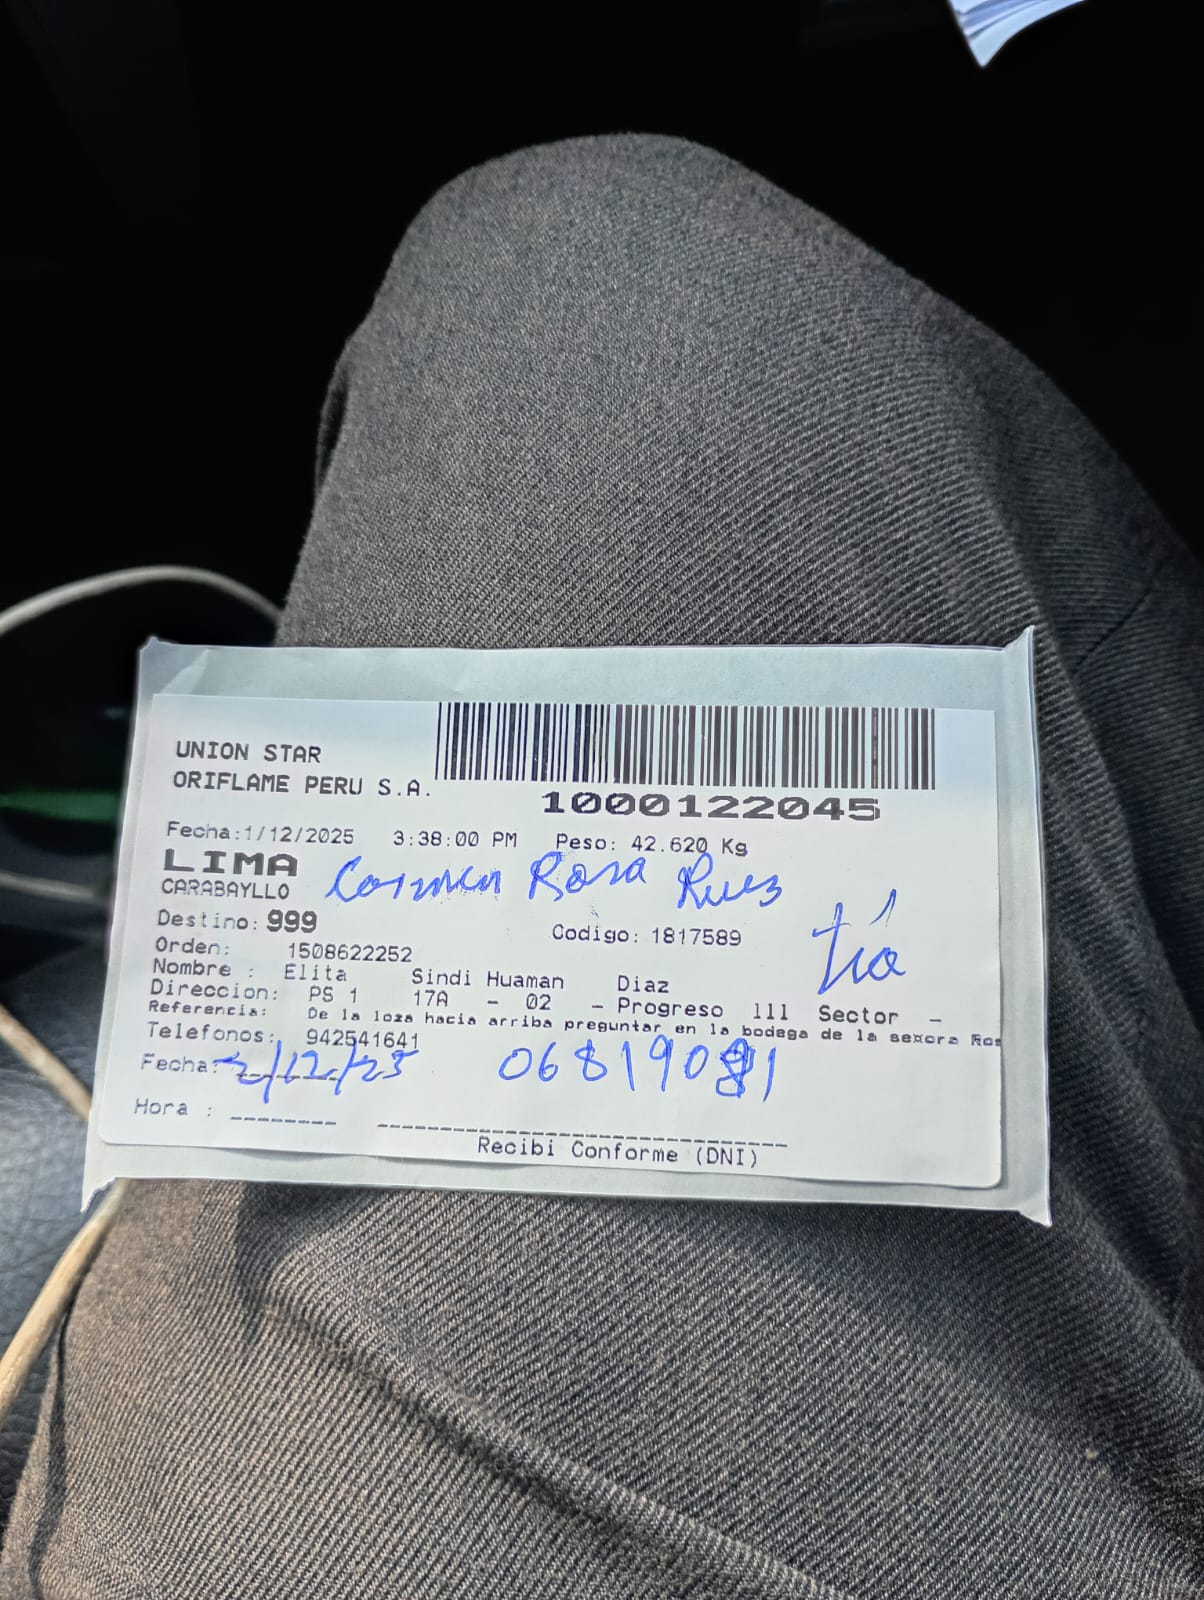 UNION STAR
ORIFLAME PERU S.A.
1000122045
Fecha:1/12/2025 3:38:00 PM Peso: 42.620 Kg
LIMA
CARABAYLLO
Carmen Rosa Ruez
tía
Destino: 999
Codigo: 1817589
Orden: 1508622252
Nombre : Elita Sindi Huaman Diaz
Direccion: PS 1 17A - 02 - Progreso lll Sector -
Referencia: De la loza hacia arriba preguntar en la bodega de la sexora Ros
Telefonos: 942541641
Fecha: 2/12/25 
Hora : --------
Recibi Conforme (DNI)